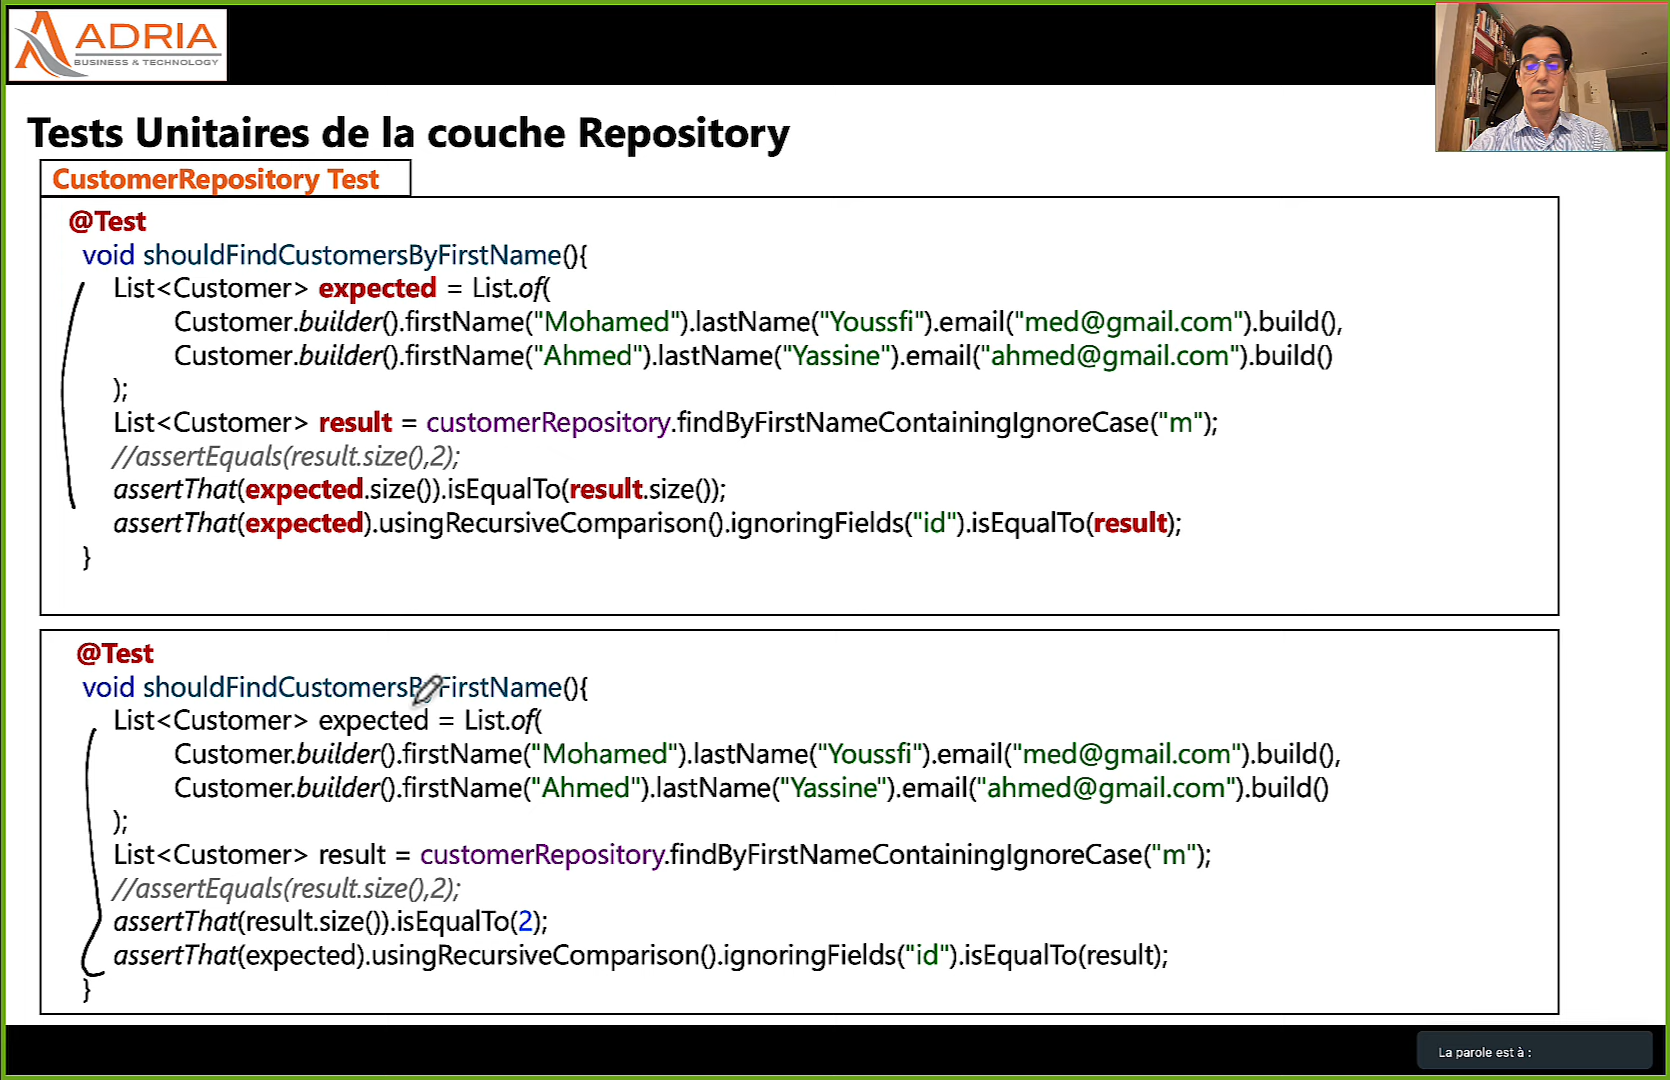 ADRIA
BUSINESS & TECHNOLOGY
Tests Unitaires de la couche Repository
CustomerRepository Test
@Test
void shouldFindCustomersByFirstName(){
List<Customer> expected = List.of(
Customer.builder().firstName("Mohamed").lastName("Youssfi").email("med@gmail.com").build(),
Customer.builder().firstName("Ahmed").lastName("Yassine").email("ahmed@gmail.com").build()
);
List<Customer> result = customerRepository.findByFirstNameContainingIgnoreCase("m");
//assertEquals(result.size(),2);
assertThat(expected.size()).isEqualTo(result.size());
assertThat(expected).usingRecursiveComparison().ignoringFields("id").isEqualTo(result);
}
@Test
void shouldFindCustomersByFirstName(){
List<Customer> expected = List.of(
Customer.builder().firstName("Mohamed").lastName("Youssfi").email("med@gmail.com").build(),
Customer.builder().firstName("Ahmed").lastName("Yassine").email("ahmed@gmail.com").build()
);
List<Customer> result = customerRepository.findByFirstNameContainingIgnoreCase("m");
//assertEquals(result.size(),2);
assertThat(result.size()).isEqualTo(2);
assertThat(expected).usingRecursiveComparison().ignoringFields("id").isEqualTo(result);
}
La parole est à :